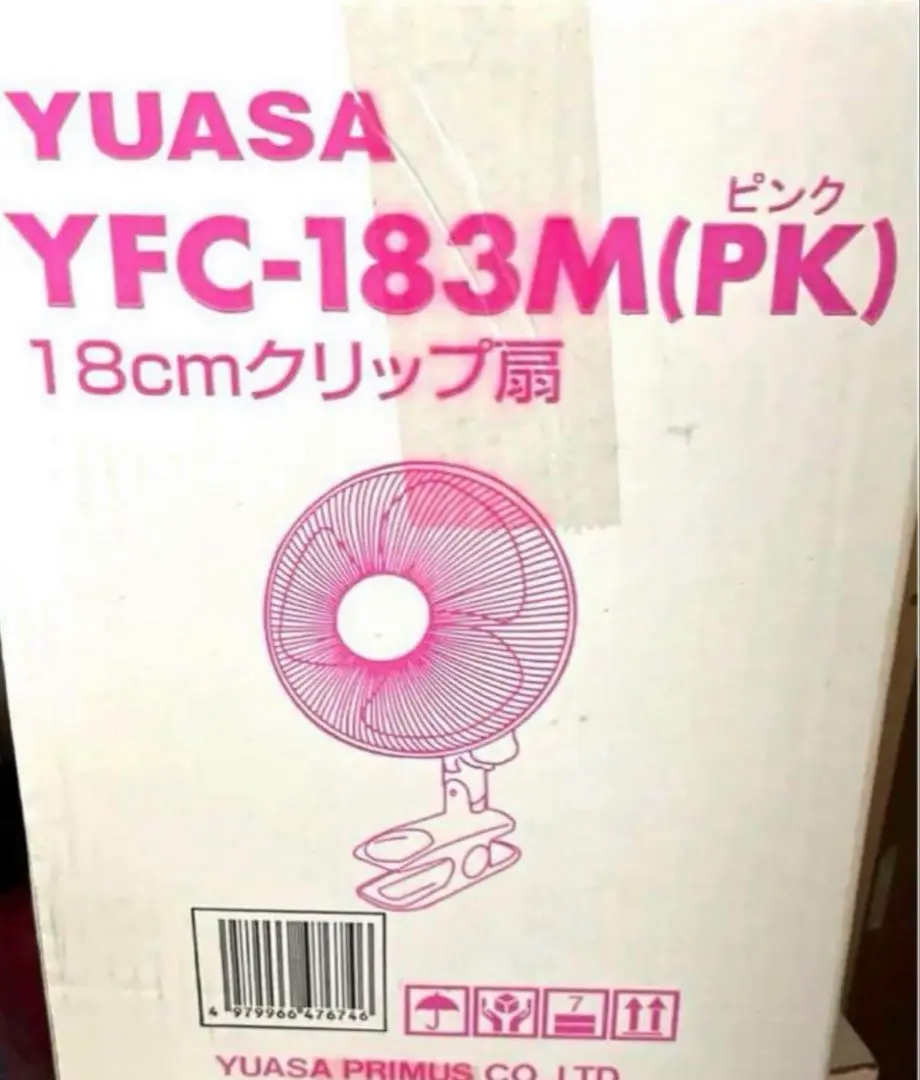 YUASA
ピンク
YFC-183M(PK)
18cmクリップ扇
4 979966 476746
7
YUASA PRIMUS CO.,LTD.